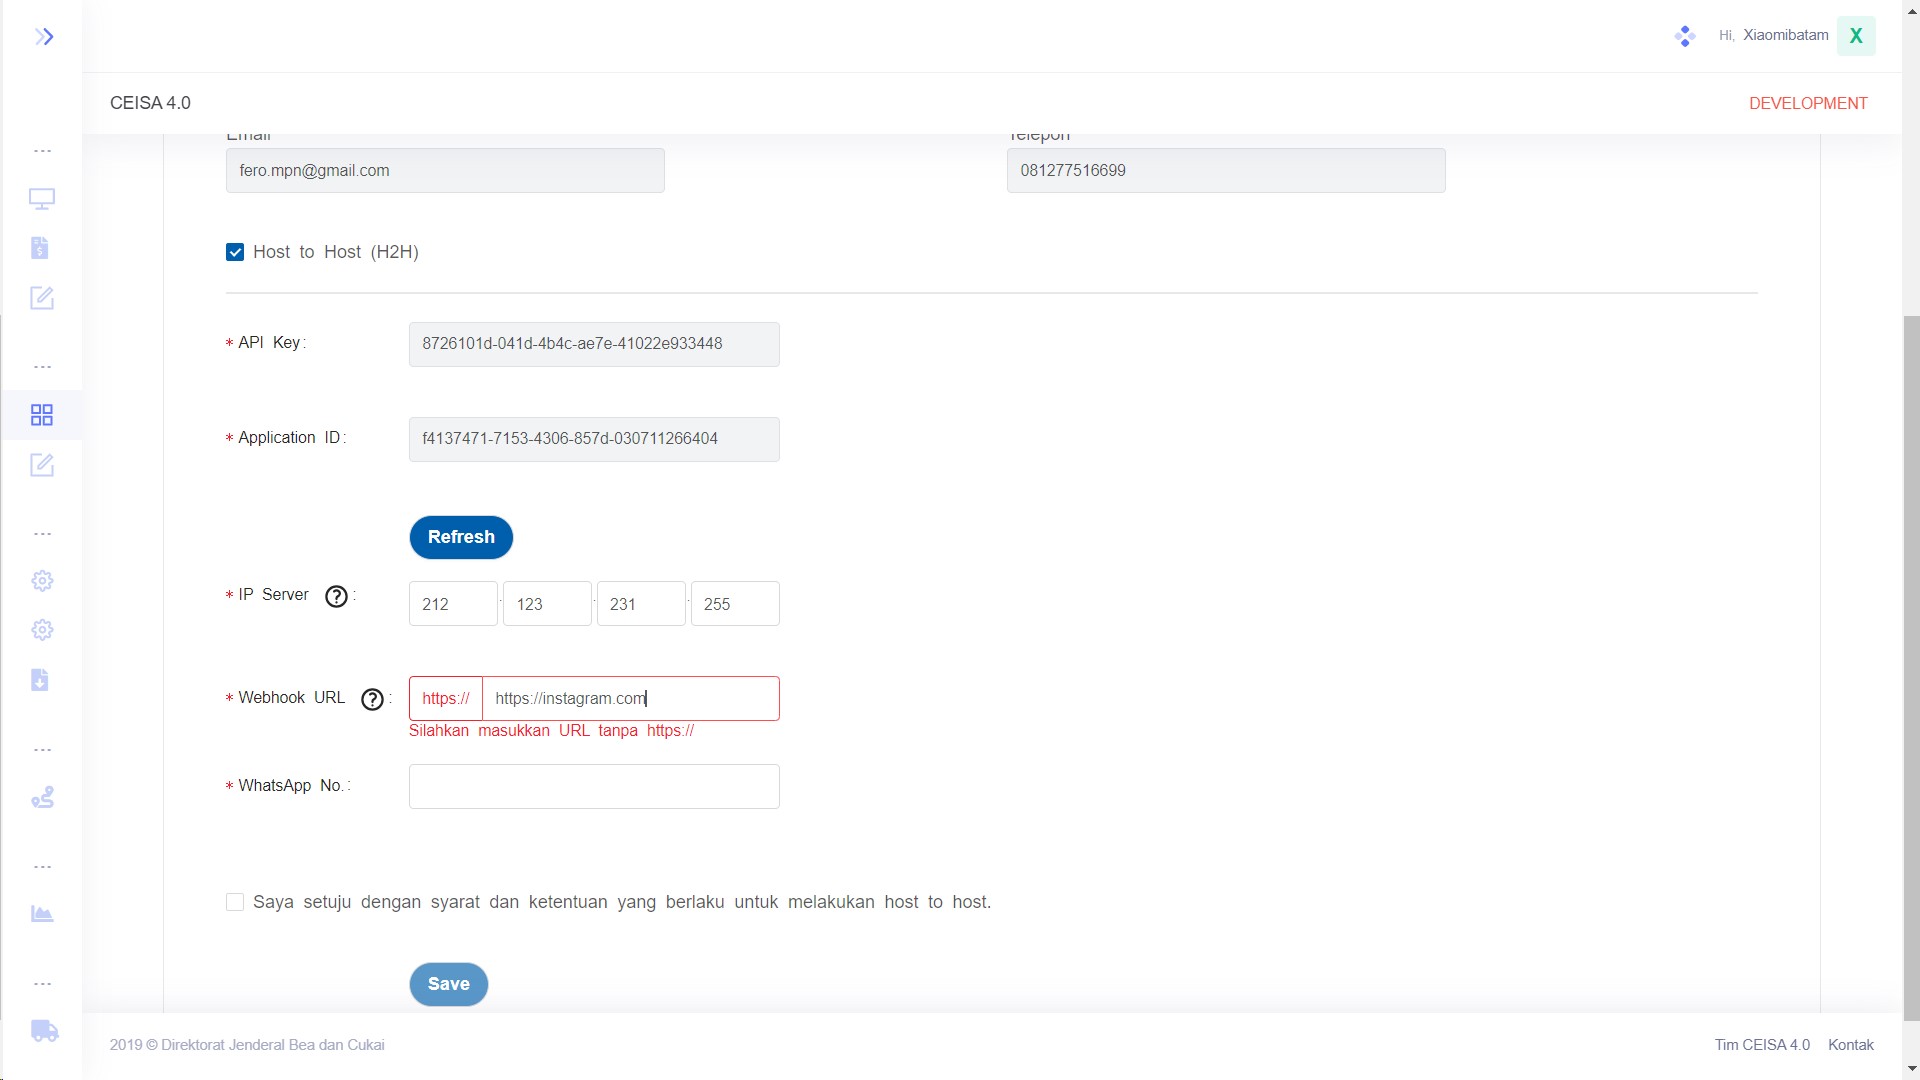 Hi, Xiaomibatam X
CEISA 4.0
DEVELOPMENT
Email
Telepon
fero.mpn@gmail.com
081277516699
Host to Host (H2H)
* API Key:
8726101d-041d-4b4c-ae7e-41022e933448
* Application ID:
f4137471-7153-4306-857d-030711266404
Refresh
* IP Server ? :
212 . 123 . 231 . 255
* Webhook URL ? :
https:// https://instagram.com
Silahkan masukkan URL tanpa https://
* WhatsApp No.:
Saya setuju dengan syarat dan ketentuan yang berlaku untuk melakukan host to host.
Save
2019 © Direktorat Jenderal Bea dan Cukai
Tim CEISA 4.0 Kontak